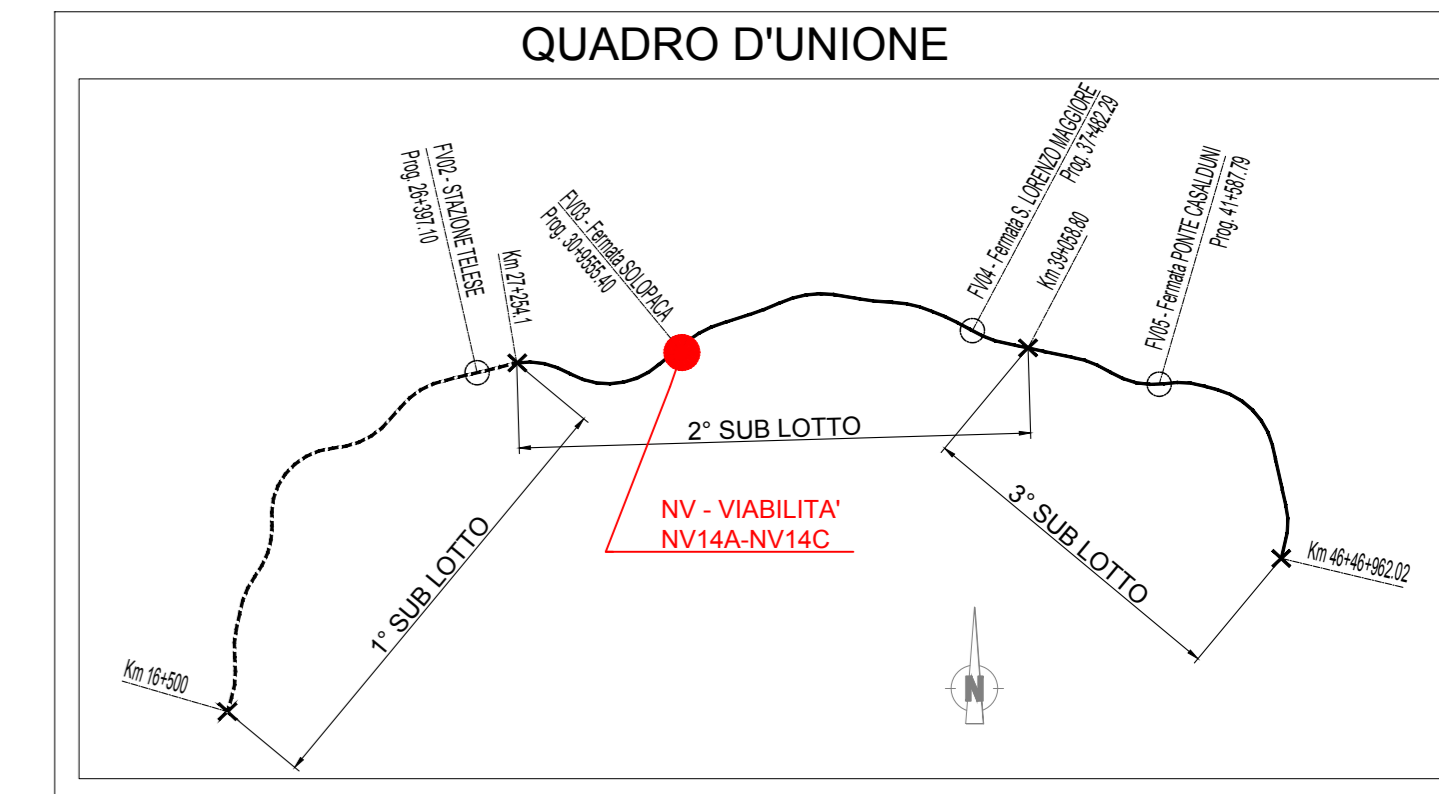 QUADRO D'UNIONE
FV02 - STAZIONE TELESE
Prog. 26+397.10
Km 27+254.1
FV03 - Fermata SOLOPACA
Prog. 30+9555.40
FV04 - Fermata S. LORENZO MAGGIORE
Prog. 37+482.29
Km 39+058.80
FV05 - Fermata PONTE CASALDUNI
Prog. 41+587.79
2° SUB LOTTO
NV - VIABILITA'
NV14A-NV14C
1° SUB LOTTO
3° SUB LOTTO
Km 46+46+962.02
Km 16+500
N